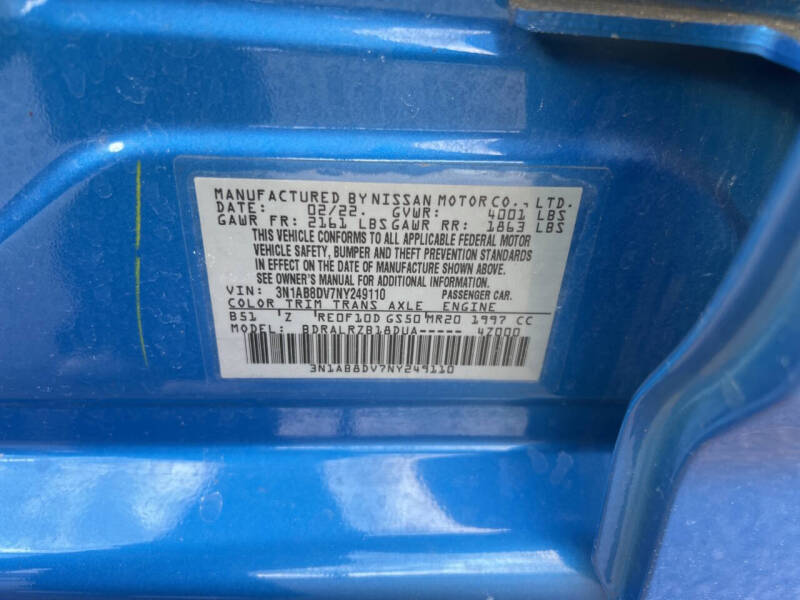 MANUFACTURED BY NISSAN MOTOR CO., LTD.
DATE: 02/22. GVWR: 4001 LBS
GAWR FR: 2161 LBS GAWR RR: 1863 LBS
THIS VEHICLE CONFORMS TO ALL APPLICABLE FEDERAL MOTOR
VEHICLE SAFETY, BUMPER AND THEFT PREVENTION STANDARDS
IN EFFECT ON THE DATE OF MANUFACTURE SHOWN ABOVE.
SEE OWNER'S MANUAL FOR ADDITIONAL INFORMATION.
VIN: 3N1AB8DV7NY249110 PASSENGER CAR.
COLOR TRIM TRANS AXLE ENGINE
B51 'Z RE0F10D GS50 MR20 1997 CC
MODEL: BDRALRZB18DUA----- 4Z000
3N1AB8DV7NY249110